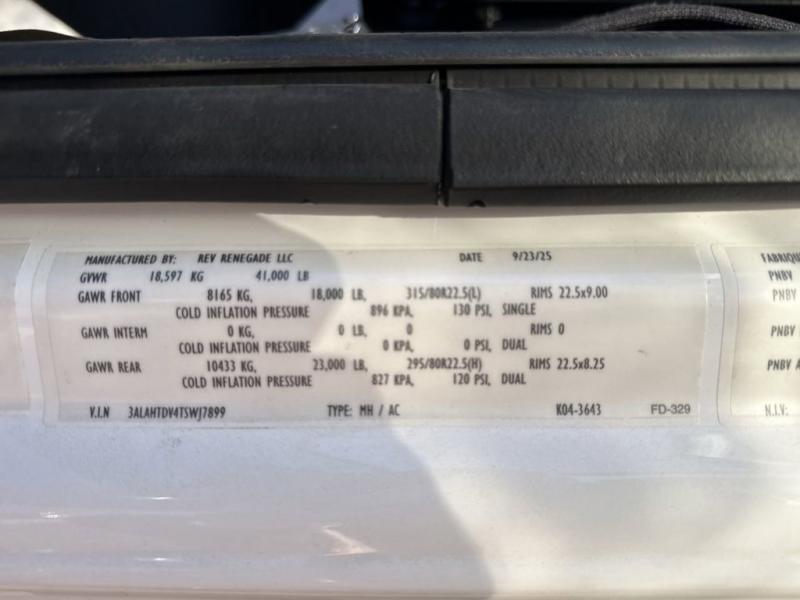 MANUFACTURED BY: REV RENEGADE LLC DATE 9/23/25
GVWR 18,597 KG 41,000 LB
GAWR FRONT 8165 KG, 18,000 LB, 315/80R22.5(L) RIMS 22.5x9.00
COLD INFLATION PRESSURE 896 KPA, 130 PSI, SINGLE
GAWR INTERM 0 KG, 0 LB, 0 RIMS 0
COLD INFLATION PRESSURE 0 KPA, 0 PSI, DUAL
GAWR REAR 10433 KG, 23,000 LB, 295/80R22.5(H) RIMS 22.5x8.25
COLD INFLATION PRESSURE 827 KPA, 120 PSI, DUAL
V.I.N 3ALAHTDV4TSWJ7899 TYPE: MH / AC K04-3643 FD-329
FABRIQU
PNBV
PNBV
PNBV A
PNBV A
N.I.V: